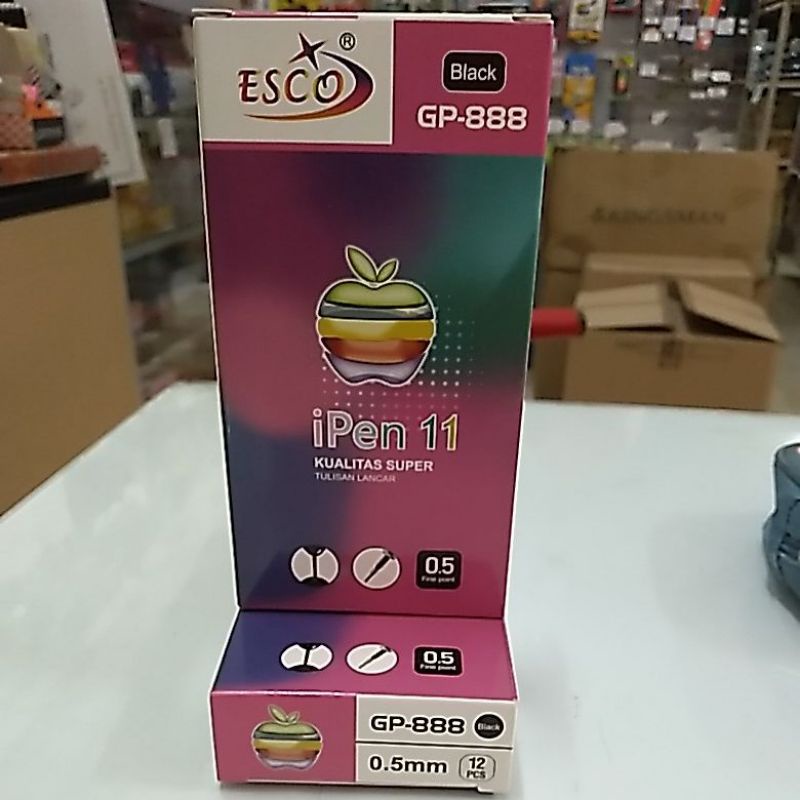 ESCO ®
Black
GP-888
iPen 11
KUALITAS SUPER
TULISAN LANCAR
0.5
Fine point
0.5
Fine point
GP-888 Black
0.5mm 12 PCS